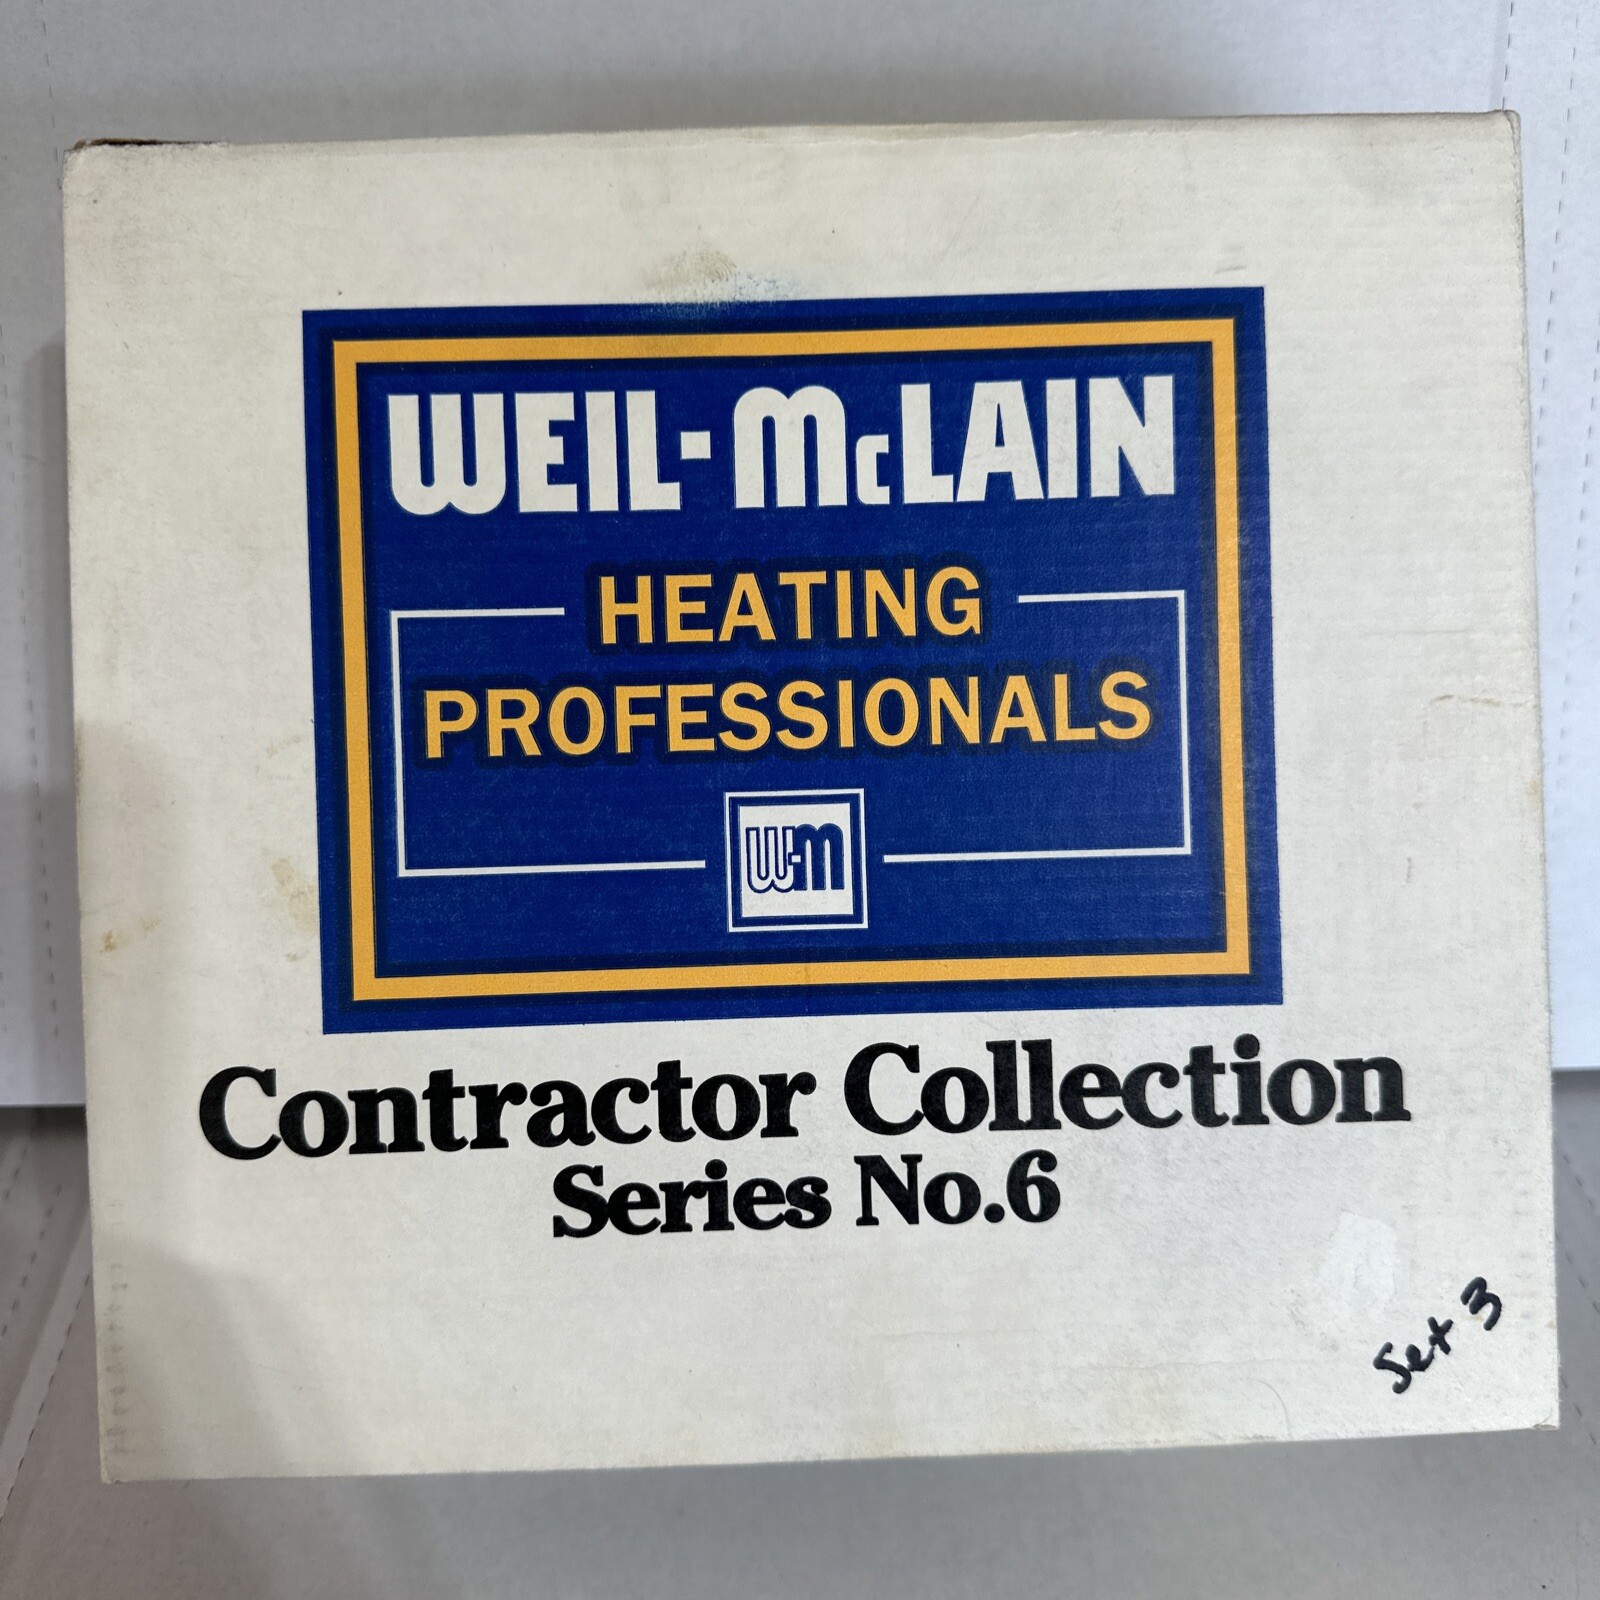 WEIL-McLAIN
HEATING
PROFESSIONALS
W-M
Contractor Collection
Series No.6
Set 3